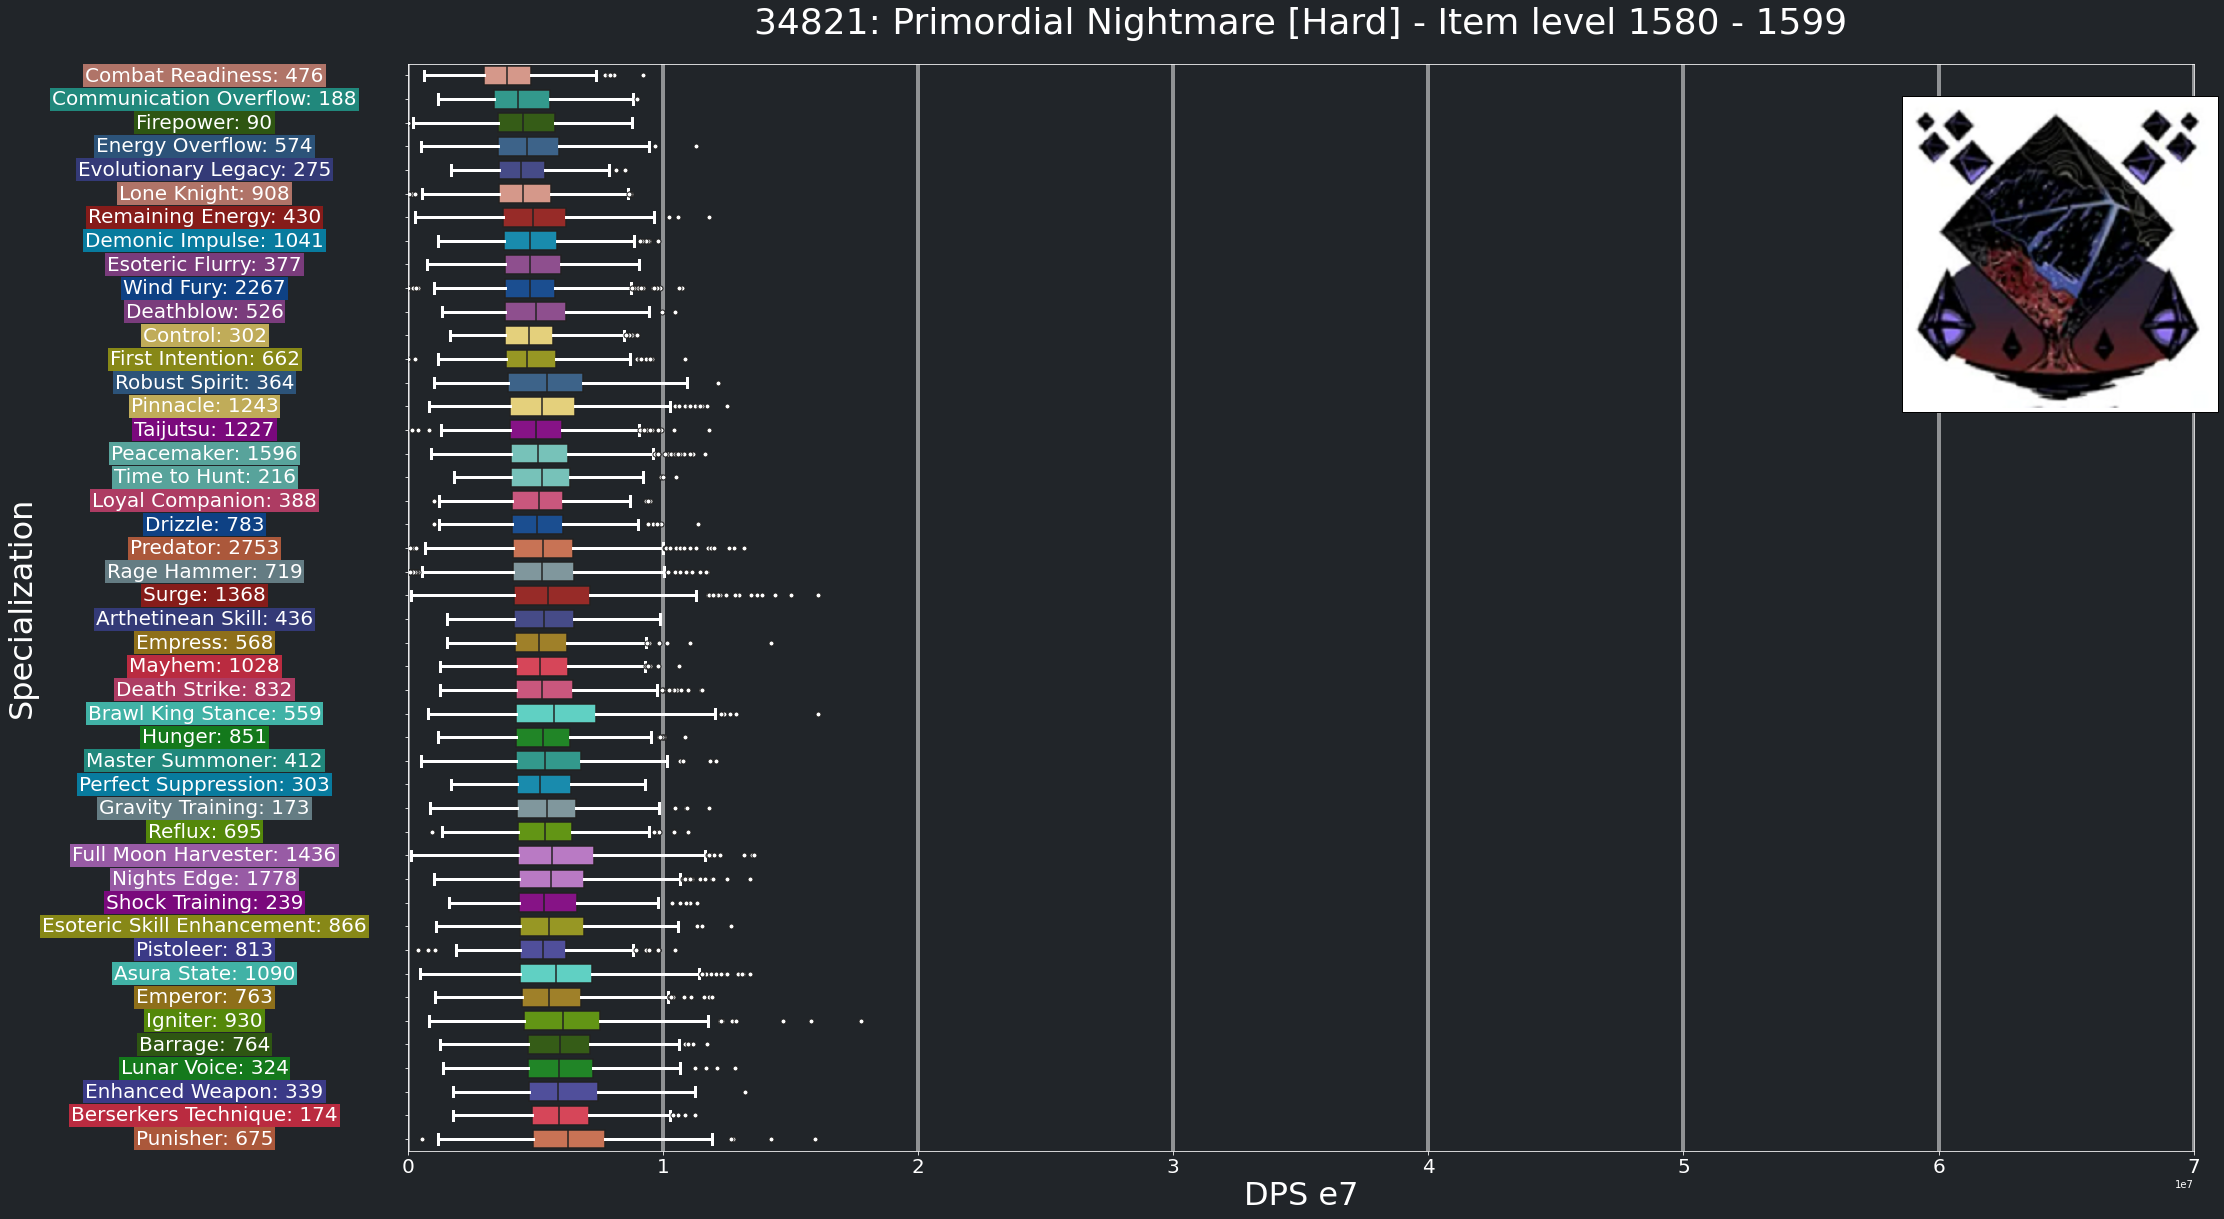 34821: Primordial Nightmare [Hard] - Item level 1580 - 1599
Combat Readiness: 476
Communication Overflow: 188
Firepower: 90
Energy Overflow: 574
Evolutionary Legacy: 275
Lone Knight: 908
Remaining Energy: 430
Demonic Impulse: 1041
Esoteric Flurry: 377
Wind Fury: 2267
Deathblow: 526
Control: 302
First Intention: 662
Robust Spirit: 364
Pinnacle: 1243
Taijutsu: 1227
Peacemaker: 1596
Time to Hunt: 216
Loyal Companion: 388
Drizzle: 783
Predator: 2753
Rage Hammer: 719
Surge: 1368
Arthetinean Skill: 436
Empress: 568
Mayhem: 1028
Death Strike: 832
Brawl King Stance: 559
Hunger: 851
Master Summoner: 412
Perfect Suppression: 303
Gravity Training: 173
Reflux: 695
Full Moon Harvester: 1436
Nights Edge: 1778
Shock Training: 239
Esoteric Skill Enhancement: 866
Pistoleer: 813
Asura State: 1090
Emperor: 763
Igniter: 930
Barrage: 764
Lunar Voice: 324
Enhanced Weapon: 339
Berserkers Technique: 174
Punisher: 675
Specialization
0 1 2 3 4 5 6 7
1e7
DPS e7